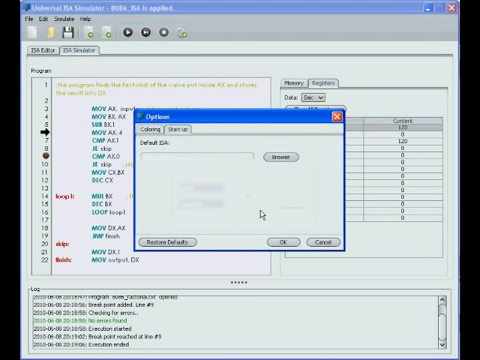 Universal ISA Simulator - 8086_ISA is applied.
File Edit Simulate Help
ISA Editor ISA Simulator
Program
1 ;this program finds the factorial of the value put inside AX and stores
the result into DX
2
3 MOV AX,
4 MOV BX, AX
5 SUB BX,1
MOV AX, 4
7 CMP AX,1
8 JE skip
CMP AX,0
10 JE skip
11 MOV CX,BX
12 DEC CX
13
14 loop1: MUL BX
15 DEC BX
16 LOOP loop1
17
18 MOV DX,AX
19 JMP finish
20 skip:
21 MOV DX,1
22 finish: MOV output, DX
Memory Registers
Data: Dec
Content
120
0
120
0
0
0
0
0
0
0
0
0
Options
Coloring Start-up
Default ISA:
Browse
Restore Defaults OK Cancel
Log
2010-06-08 20:18:47: Program opened
2010-06-08 20:18:56: Break point added. Line #9
2010-06-08 20:18:58: Checking for errors..
2010-06-08 20:18:58: No errors found
2010-06-08 20:18:58: Execution started
2010-06-08 20:19:02: Break point reached at line #9
2010-06-08 20:19:06: Execution ended